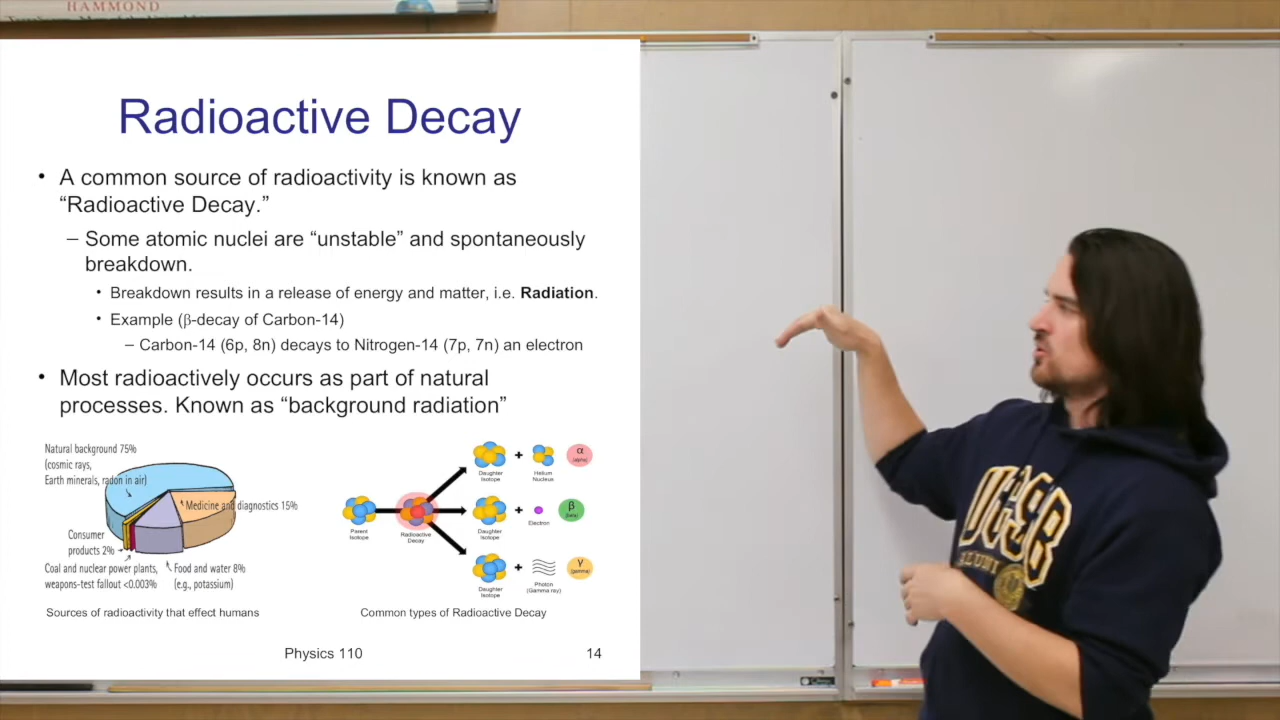 HAMMOND
Radioactive Decay
• A common source of radioactivity is known as
“Radioactive Decay.”
– Some atomic nuclei are “unstable” and spontaneously
breakdown.
• Breakdown results in a release of energy and matter, i.e. Radiation.
• Example (β-decay of Carbon-14)
– Carbon-14 (6p, 8n) decays to Nitrogen-14 (7p, 7n) an electron
• Most radioactively occurs as part of natural
processes. Known as “background radiation”
Natural background 75%
(cosmic rays,
Earth minerals, radon in air)
Medicine and diagnostics 15%
Consumer
products 2%
Coal and nuclear power plants,
weapons-test fallout <0.003%
Food and water 8%
(e.g., potassium)
Sources of radioactivity that effect humans
Parent
Isotope
Radioactive
Decay
Daughter
Isotope
+
Helium
Nucleus
α
(alpha)
Daughter
Isotope
+
Electron
β
(beta)
Daughter
Isotope
+
Photon
(Gamma ray)
γ
(gamma)
Common types of Radioactive Decay
Physics 110
14
UCSB
ALUMNI